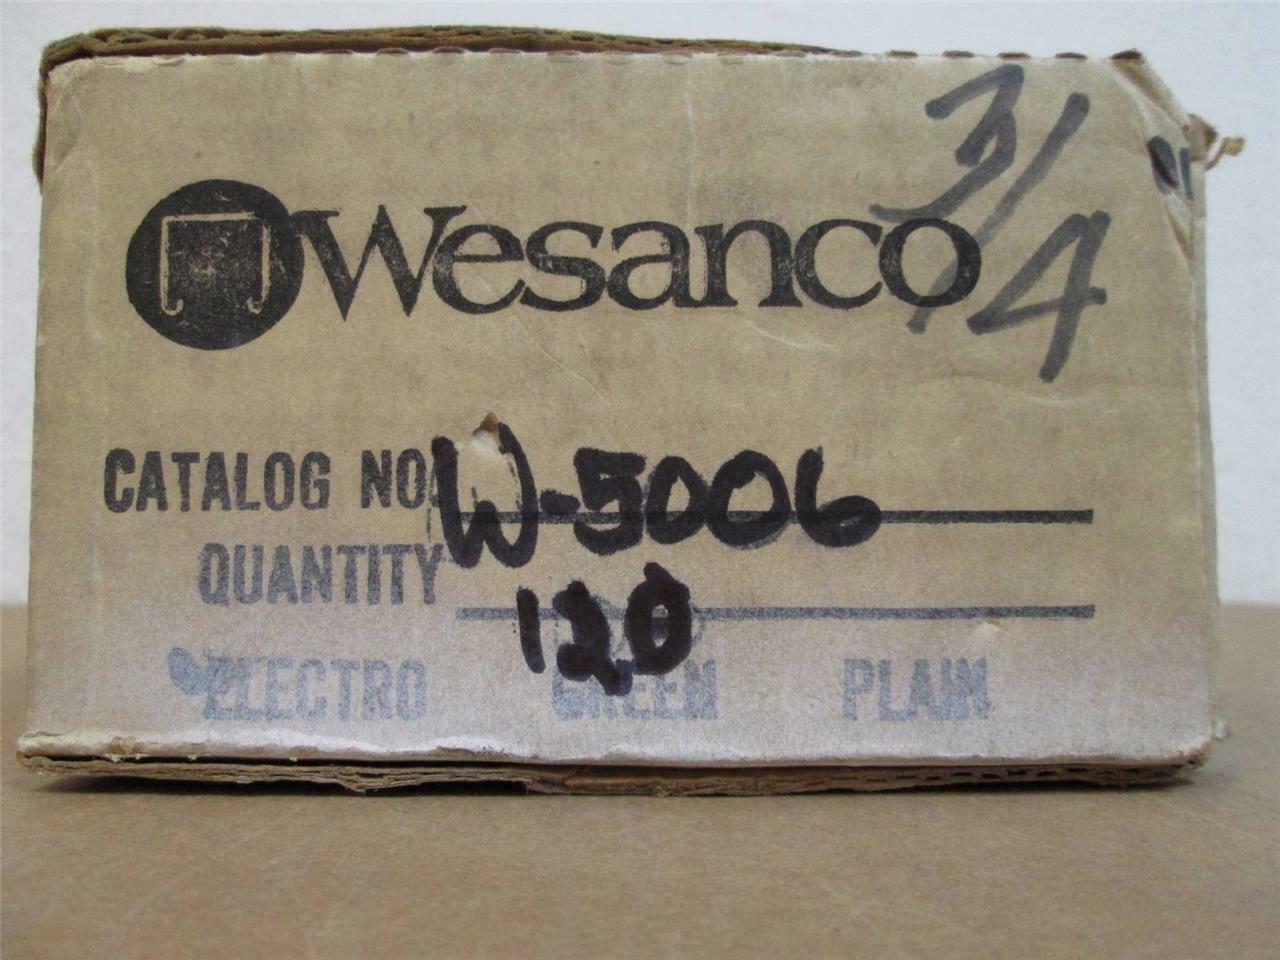 3/4
Wesanco
CATALOG NO. W-5006
QUANTITY 120
ELECTRO GREEN PLAIN